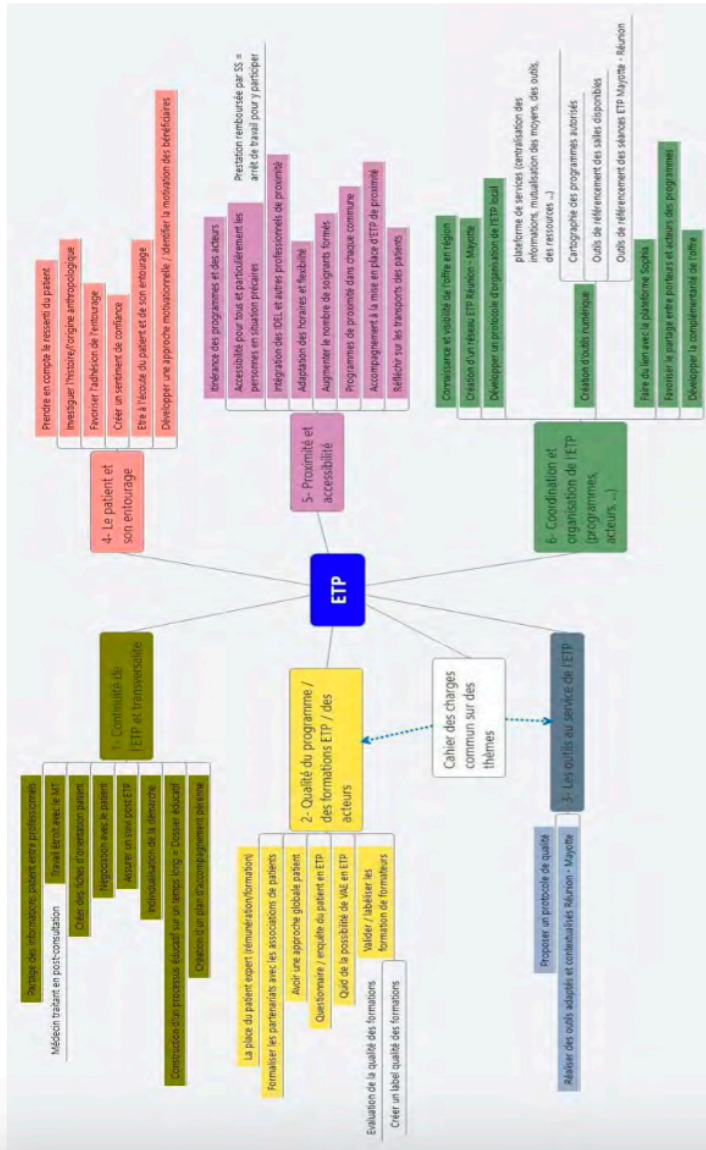 ETP
1- Continuité de
l'ETP et transversalité
Partage des informations patient entre professionnels
Travail étroit avec le MT
Médecin traitant en post-consultation
Créer des fiches d'orientation patient
Négociation avec le patient
Assurer un suivi post ETP
Individualisation de la démarche
Construction d'un processus éducatif sur un temps long = Dossier éducatif
Création d'un plan d'accompagnement pérenne
2- Qualité du programme /
des formations ETP / des
acteurs
La place du patient expert (rémunération/formation)
Formaliser les partenariats avec les associations de patients
Avoir une approche globale patient
Questionnaire / enquête du patient en ETP
Quid de la possibilité de VAE en ETP
Valider / labéliser les
formation de formateurs
Evaluation de la qualité des formations
Créer un label qualité des formations
Cahier des charges
commun sur des
thèmes
3- Les outils au service de l'ETP
Proposer un protocole de qualité
Réaliser des outils adaptés et contextualisés Réunion - Mayotte
4- Le patient et
son entourage
Prendre en compte le ressenti du patient
Investiguer l'histoire/l'origine anthropologique
Favoriser l'adhésion de l'entourage
Créer un sentiment de confiance
Etre à l'écoute du patient et de son entourage
Développer une approche motivationnelle / identifier la motivation des bénéficiaires
5- Proximité et
accessibilité
Itinérance des programmes et des acteurs
Accessibilité pour tous et particulièrement les
personnes en situation précaires
Prestation remboursée par SS =
arrêt de travail pour y participer
Intégration des IDEL et autres professionnels de proximité
Adaptation des horaires et flexibilité
Augmenter le nombre de soignants formés
Programmes de proximité dans chaque commune
Accompagnement à la mise en place d'ETP de proximité
Réfléchir sur les transports des patients
6- Coordination et
organisation de l'ETP
(programmes,
acteurs, ...)
Connaissance et visibilité de l'offre en région
Création d'un réseau ETP Réunion - Mayotte
Développer un protocole d'organisation de l'ETP local
Création d'outils numérique
plateforme de services (centralisation des
informations, mutualisation des moyens, des outils,
des ressources ...)
Cartographie des programmes autorisés
Outils de référencement des salles disponibles
Outils de référencement des séances ETP Mayotte - Réunion
Faire du lien avec la plateforme Sophia
Favoriser le partage entre porteurs et acteurs des programmes
Développer la complémentarité de l'offre